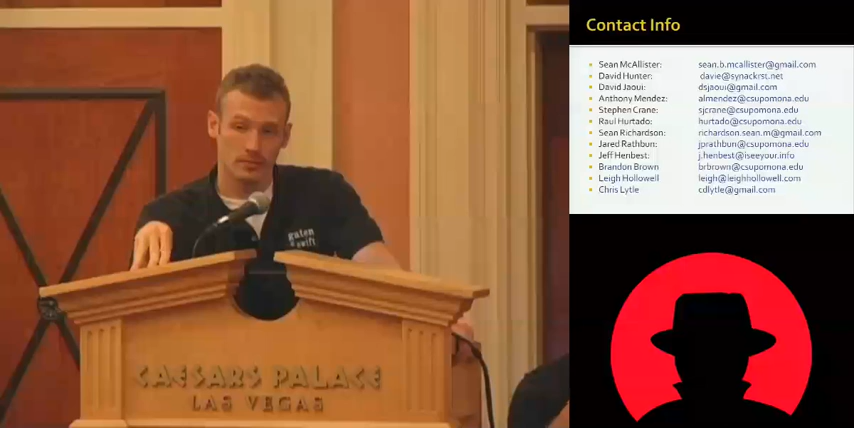 Contact Info
Sean McAllister: sean.b.mcallister@gmail.com
David Hunter: davie@synackrst.net
David Jaoui: dsjaoui@gmail.com
Anthony Mendez: almendez@csupomona.edu
Stephen Crane: sjcrane@csupomona.edu
Raul Hurtado: hurtado@csupomona.edu
Sean Richardson: richardson.sean.m@gmail.com
Jared Rathbun: jprathbun@csupomona.edu
Jeff Henbest: j.henbest@iseeyour.info
Brandon Brown brbrown@csupomona.edu
Leigh Hollowell leigh@leighhollowell.com
Chris Lytle cdlytle@gmail.com
guten
swift
CAESARS PALACE
LAS VEGAS